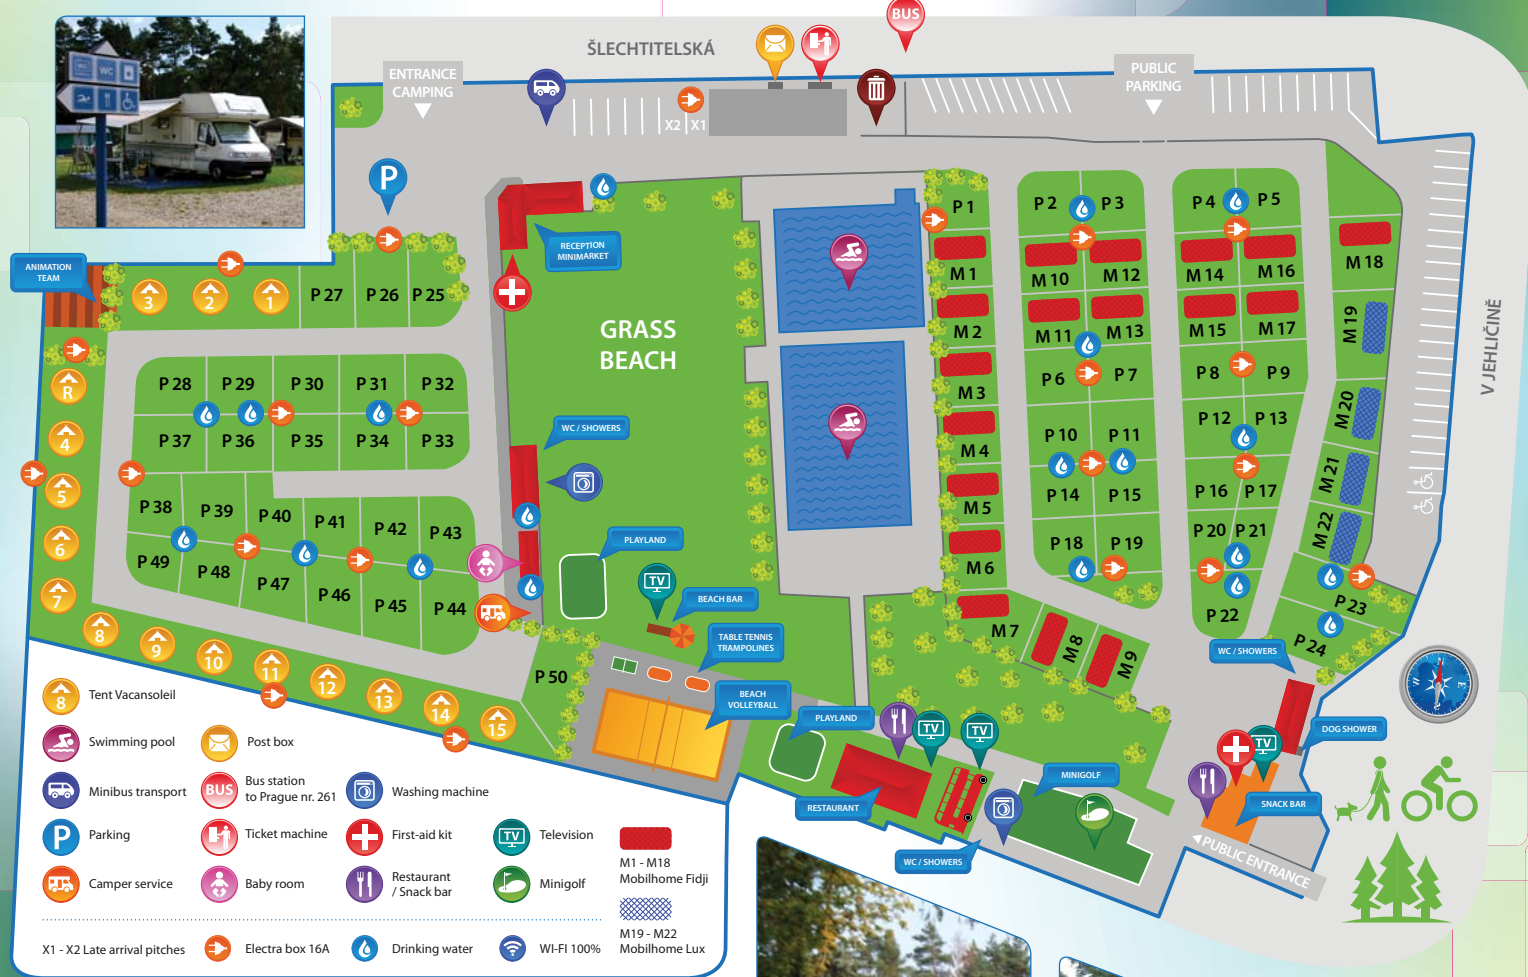 WC
ŠLECHTITELSKÁ
BUS
ENTRANCE
CAMPING
PUBLIC
PARKING
X2
X1
P
RECEPTION
MINIMARKET
ANIMATION
TEAM
3
2
1
P 27
P 26
P 25
GRASS
BEACH
P 1
M 1
M 2
M 3
M 4
M 5
M 6
M 7
M 8
M 9
P 2
P 3
M 10
M 12
M 11
M 13
P 6
P 7
P 10
P 11
P 14
P 15
P 18
P 19
P 4
P 5
M 14
M 16
M 15
M 17
P 8
P 9
P 12
P 13
P 16
P 17
P 20
P 21
P 22
M 18
M 19
M 20
M 21
M 22
P 23
P 24
V JEHLIČINĚ
R
4
5
6
7
8
9
10
11
12
13
14
15
P 28
P 29
P 30
P 31
P 32
P 37
P 36
P 35
P 34
P 33
P 38
P 39
P 40
P 41
P 42
P 43
P 49
P 48
P 47
P 46
P 45
P 44
P 50
WC / SHOWERS
PLAYLAND
TV
BEACH BAR
TABLE TENNIS
TRAMPOLINES
BEACH
VOLLEYBALL
PLAYLAND
TV
TV
RESTAURANT
WC / SHOWERS
MINIGOLF
WC / SHOWERS
DOG SHOWER
TV
SNACK BAR
PUBLIC ENTRANCE
8
Tent Vacansoleil
Swimming pool
Post box
Minibus transport
BUS
Bus station
to Prague nr. 261
Washing machine
P
Parking
Ticket machine
First-aid kit
TV
Television
Camper service
Baby room
Restaurant
/ Snack bar
Minigolf
M1 - M18
Mobilhome Fidji
M19 - M22
Mobilhome Lux
X1 - X2 Late arrival pitches
Electra box 16A
Drinking water
WI-FI 100%